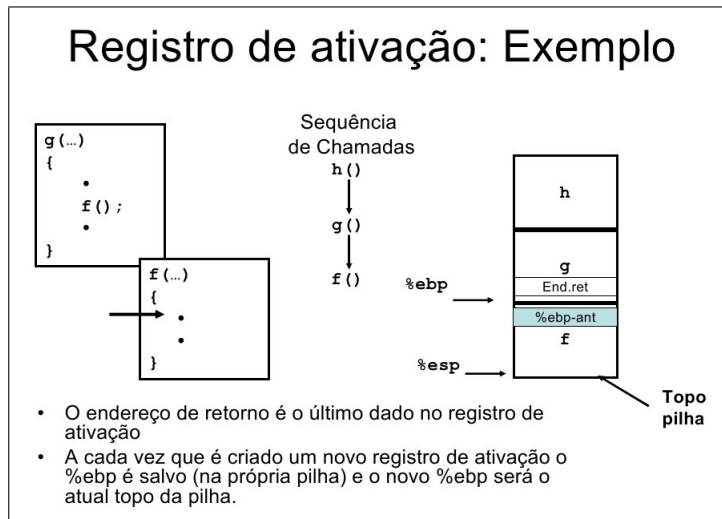 Registro de ativação: Exemplo
g(…)
{
•
f();
•
}
f(…)
{
•
•
}
Sequência
de Chamadas
h()
g()
f()
%ebp
%esp
h
g
End.ret
%ebp-ant
f
Topo
pilha
• O endereço de retorno é o último dado no registro de
ativação
• A cada vez que é criado um novo registro de ativação o
%ebp é salvo (na própria pilha) e o novo %ebp será o
atual topo da pilha.